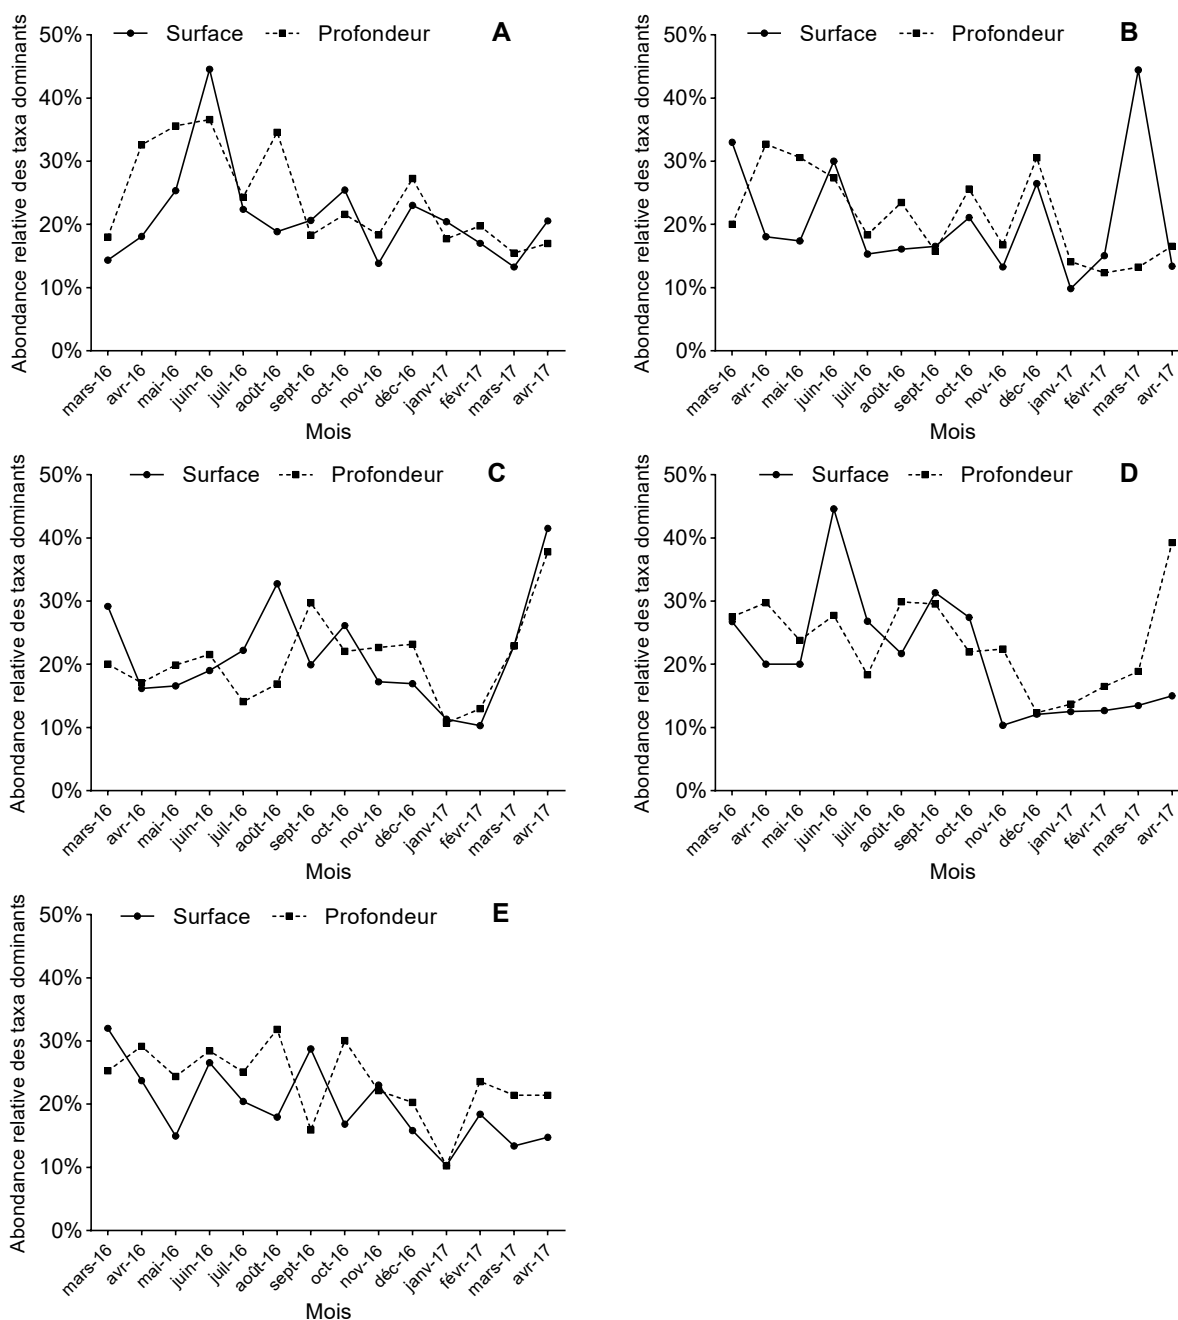 Abondance relative des taxa dominants
Surface Profondeur A
50%
40%
30%
20%
10%
0%
mars-16 avr-16 mai-16 juin-16 juil-16 août-16 sept-16 oct-16 nov-16 déc-16 janv-17 févr-17 mars-17 avr-17
Mois
Abondance relative des taxa dominants
Surface Profondeur B
50%
40%
30%
20%
10%
0%
mars-16 avr-16 mai-16 juin-16 juil-16 août-16 sept-16 oct-16 nov-16 déc-16 janv-17 févr-17 mars-17 avr-17
Mois
Abondance relative des taxa dominants
Surface Profondeur C
50%
40%
30%
20%
10%
0%
mars-16 avr-16 mai-16 juin-16 juil-16 août-16 sept-16 oct-16 nov-16 déc-16 janv-17 févr-17 mars-17 avr-17
Mois
Abondance relative des taxa dominants
Surface Profondeur D
50%
40%
30%
20%
10%
0%
mars-16 avr-16 mai-16 juin-16 juil-16 août-16 sept-16 oct-16 nov-16 déc-16 janv-17 févr-17 mars-17 avr-17
Mois
Abondance relative des taxa dominants
Surface Profondeur E
50%
40%
30%
20%
10%
0%
mars-16 avr-16 mai-16 juin-16 juil-16 août-16 sept-16 oct-16 nov-16 déc-16 janv-17 févr-17 mars-17 avr-17
Mois